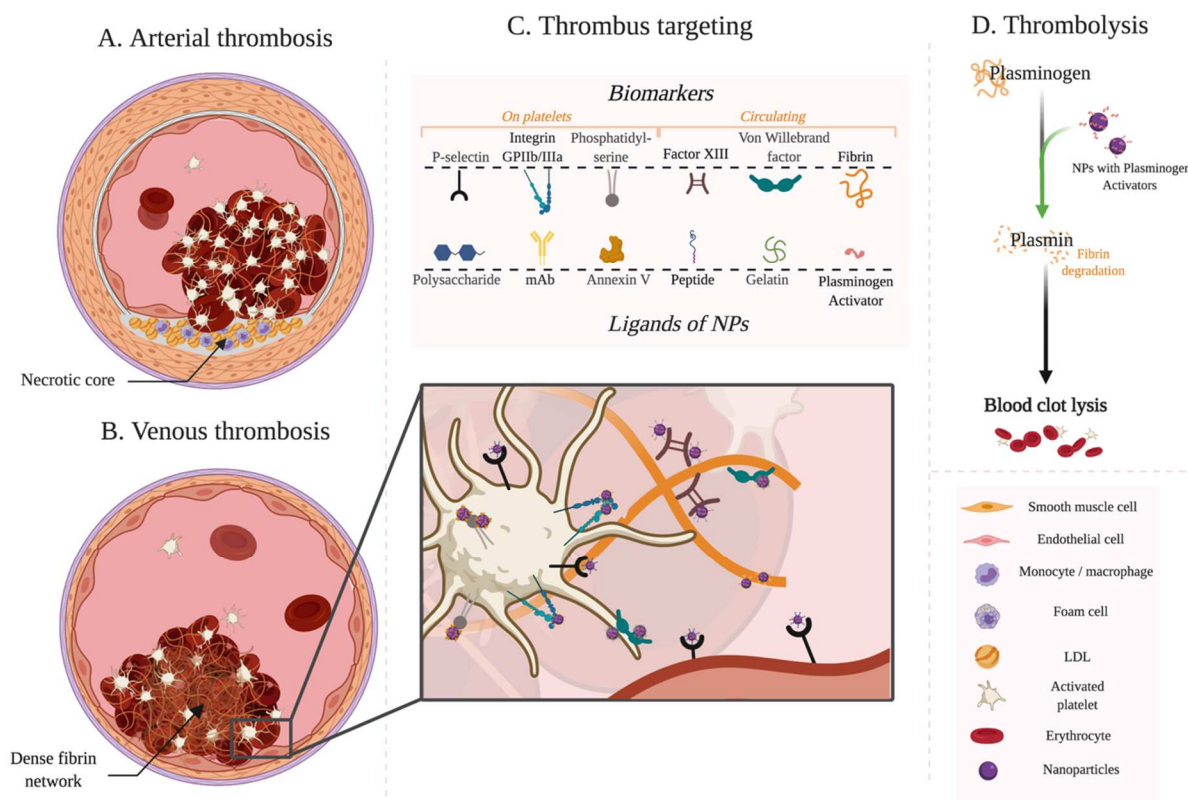 A. Arterial thrombosis
Necrotic core
B. Venous thrombosis
Dense fibrin
network
C. Thrombus targeting
Biomarkers
On platelets
Circulating
P-selectin
Integrin
GPIIb/IIIa
Phosphatidyl-
serine
Factor XIII
Von Willebrand
factor
Fibrin
Polysaccharide
mAb
Annexin V
Peptide
Gelatin
Plasminogen
Activator
Ligands of NPs
D. Thrombolysis
Plasminogen
NPs with Plasminogen
Activators
Plasmin
Fibrin
degradation
Blood clot lysis
Smooth muscle cell
Endothelial cell
Monocyte / macrophage
Foam cell
LDL
Activated
platelet
Erythrocyte
Nanoparticles